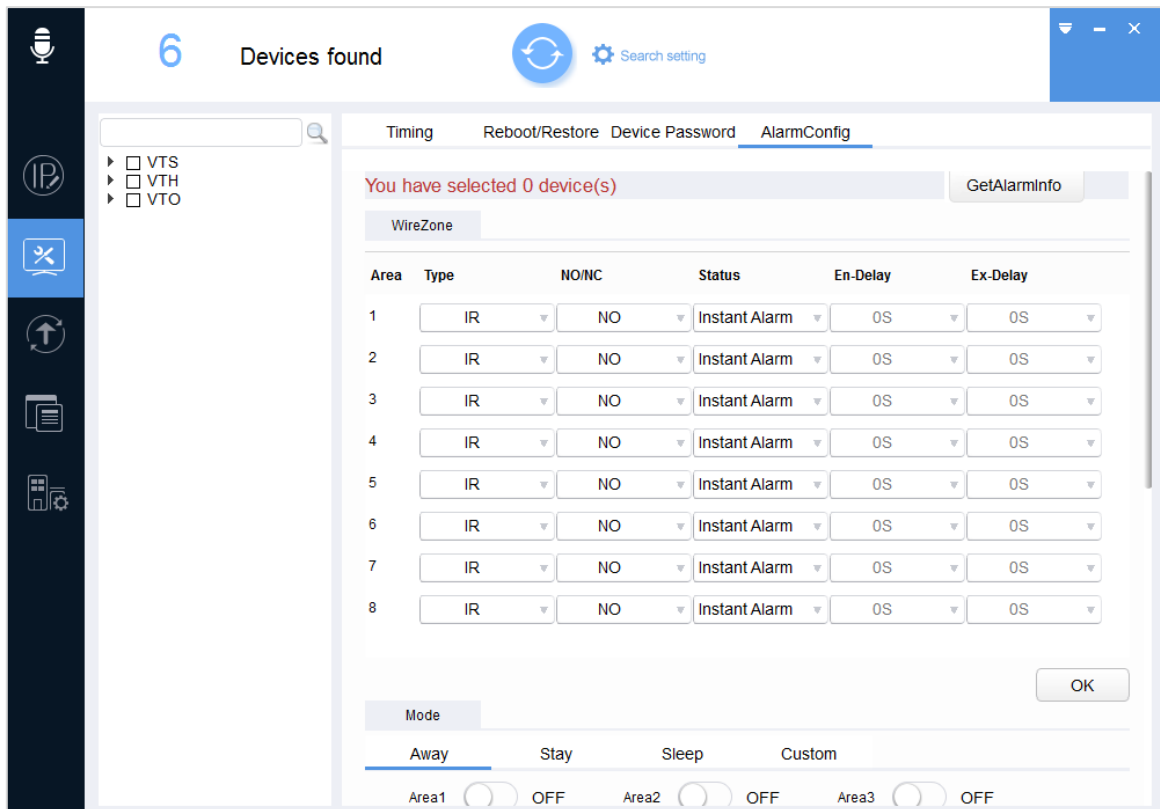 6 Devices found Search setting
IP
VTS
VTH
VTO
Timing Reboot/Restore Device Password AlarmConfig
You have selected 0 device(s) GetAlarmInfo
WireZone
Area Type NO/NC Status En-Delay Ex-Delay
1 IR NO Instant Alarm 0S 0S
2 IR NO Instant Alarm 0S 0S
3 IR NO Instant Alarm 0S 0S
4 IR NO Instant Alarm 0S 0S
5 IR NO Instant Alarm 0S 0S
6 IR NO Instant Alarm 0S 0S
7 IR NO Instant Alarm 0S 0S
8 IR NO Instant Alarm 0S 0S
OK
Mode
Away Stay Sleep Custom
Area1 OFF Area2 OFF Area3 OFF